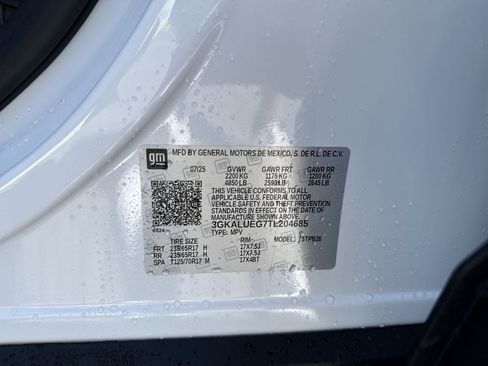 gm
MFD BY GENERAL MOTORS DE MEXICO, S. DE R.L. DE C.V.
07/25 GVWR GAWR FRT GAWR RR
2200 KG 1175 KG 1200 KG
4850 LB 2590 LB 2645 LB
THIS VEHICLE CONFORMS TO ALL
APPLICABLE U.S. FEDERAL MOTOR
VEHICLE SAFETY AND THEFT PREVENTION
STANDARDS IN EFFECT ON THE DATE OF
MANUFACTURE SHOWN ABOVE.
3GKALUEG7TL204685
TYPE: MPV MODEL:
TIRE SIZE RIM
FRT 235/65R17 H 17X7.5J
RR 235/65R17 H 17X7.5J
SPA T125/70R17 M 17X4BT